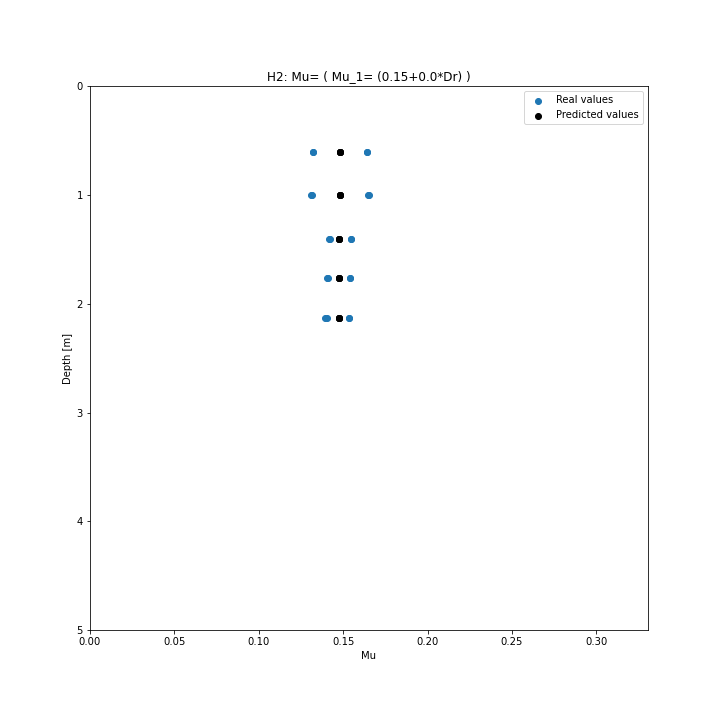 H2: Mu= ( Mu_1= (0.15+0.0*Dr) )
Real values
Predicted values
0
1
2
3
4
5
Depth [m]
0.00 0.05 0.10 0.15 0.20 0.25 0.30
Mu